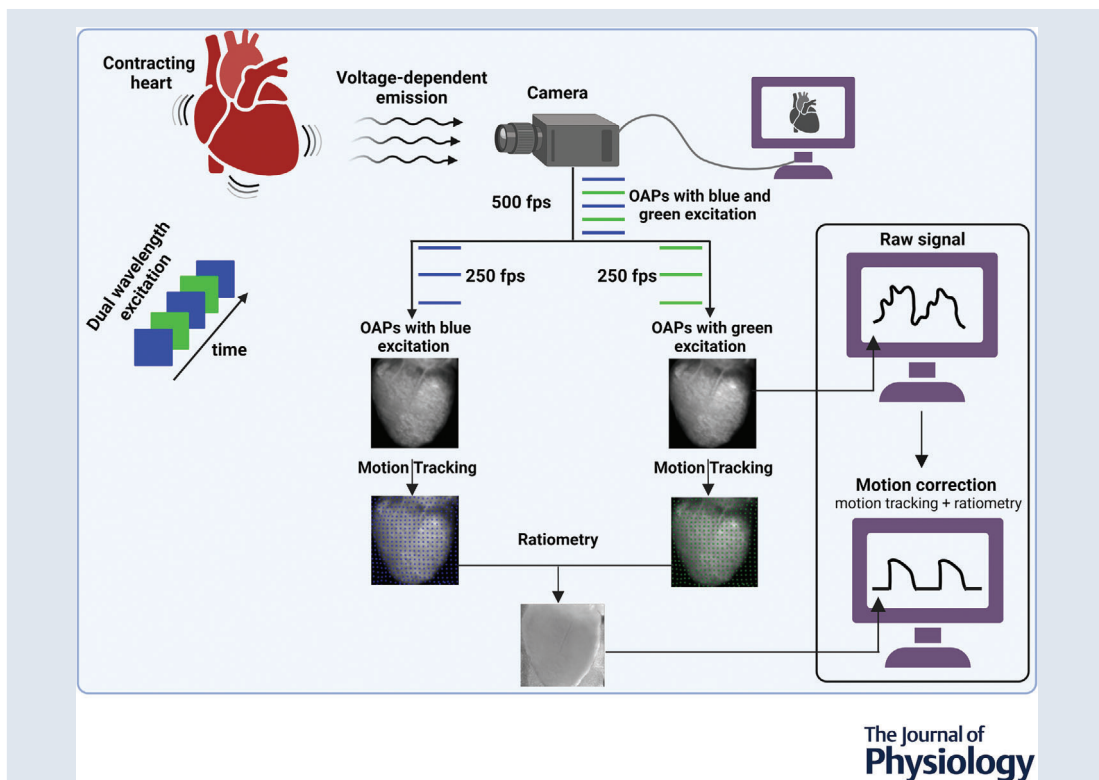 Contracting
heart
Voltage-dependent
emission
Camera
500 fps
OAPs with blue and
green excitation
Dual wavelength
excitation
time
250 fps
250 fps
OAPs with blue
excitation
OAPs with green
excitation
Motion Tracking
Motion Tracking
Ratiometry
Raw signal
Motion correction
motion tracking + ratiometry
The Journal of
Physiology